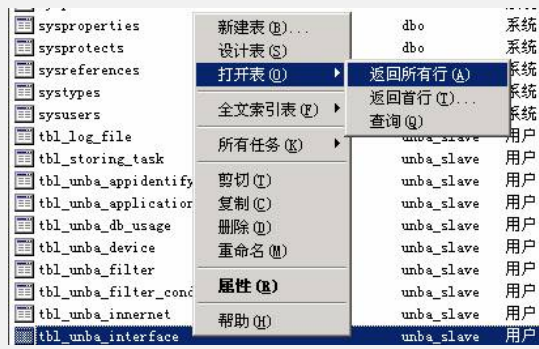 sysproperties dbo 系统
sysprotects dbo 系统
sysreferences 系统
systypes 系统
sysusers 系统
tbl_log_file unba_slave 用户
tbl_storing_task unba_slave 用户
tbl_unba_appidentify unba_slave 用户
tbl_unba_application unba_slave 用户
tbl_unba_db_usage unba_slave 用户
tbl_unba_device unba_slave 用户
tbl_unba_filter unba_slave 用户
tbl_unba_filter_cond unba_slave 用户
tbl_unba_innernet unba_slave 用户
tbl_unba_interface unba_slave 用户
新建表(B)...
设计表(S)
打开表(O)
全文索引表(F)
所有任务(K)
剪切(T)
复制(C)
删除(D)
重命名(M)
属性(R)
帮助(H)
返回所有行(A)
返回首行(T)...
查询(Q)